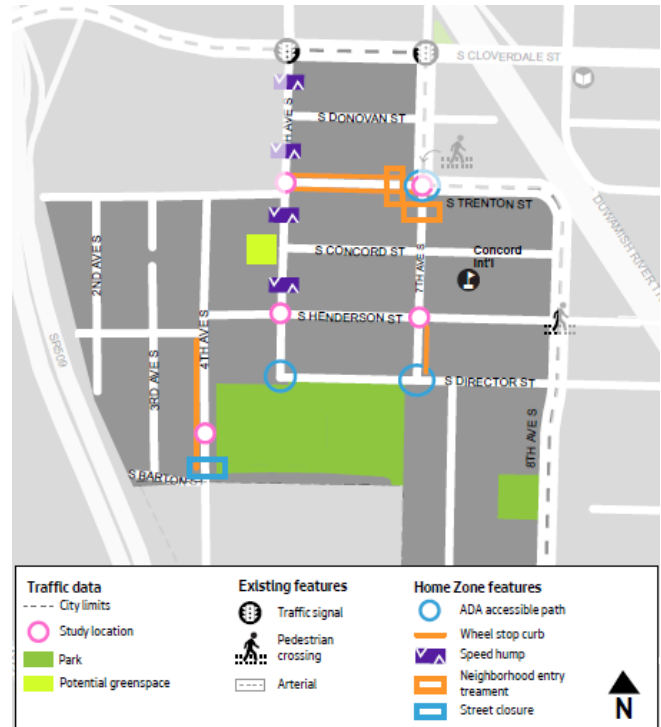 S CLOVERDALE ST
S DONOVAN ST
S TRENTON ST
S CONCORD ST
Concord
Int'l
7TH AVE S
2ND AVE S
3RD AVE S
4TH AVE S
S HENDERSON ST
SR509
S DIRECTOR ST
8TH AVE S
S BARTON ST
Traffic data
City limits
Study location
Park
Potential greenspace
Existing features
Traffic signal
Pedestrian
crossing
Arterial
Home Zone features
ADA accessible path
Wheel stop curb
Speed hump
Neighborhood entry
treament
Street closure
N